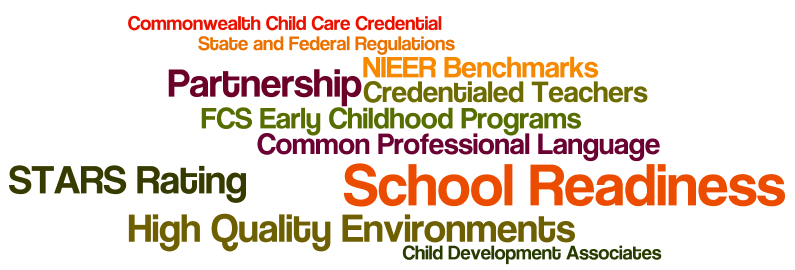 Commonwealth Child Care Credential
State and Federal Regulations
NIEER Benchmarks
Partnership
Credentialed Teachers
FCS Early Childhood Programs
Common Professional Language
STARS Rating
School Readiness
High Quality Environments
Child Development Associates